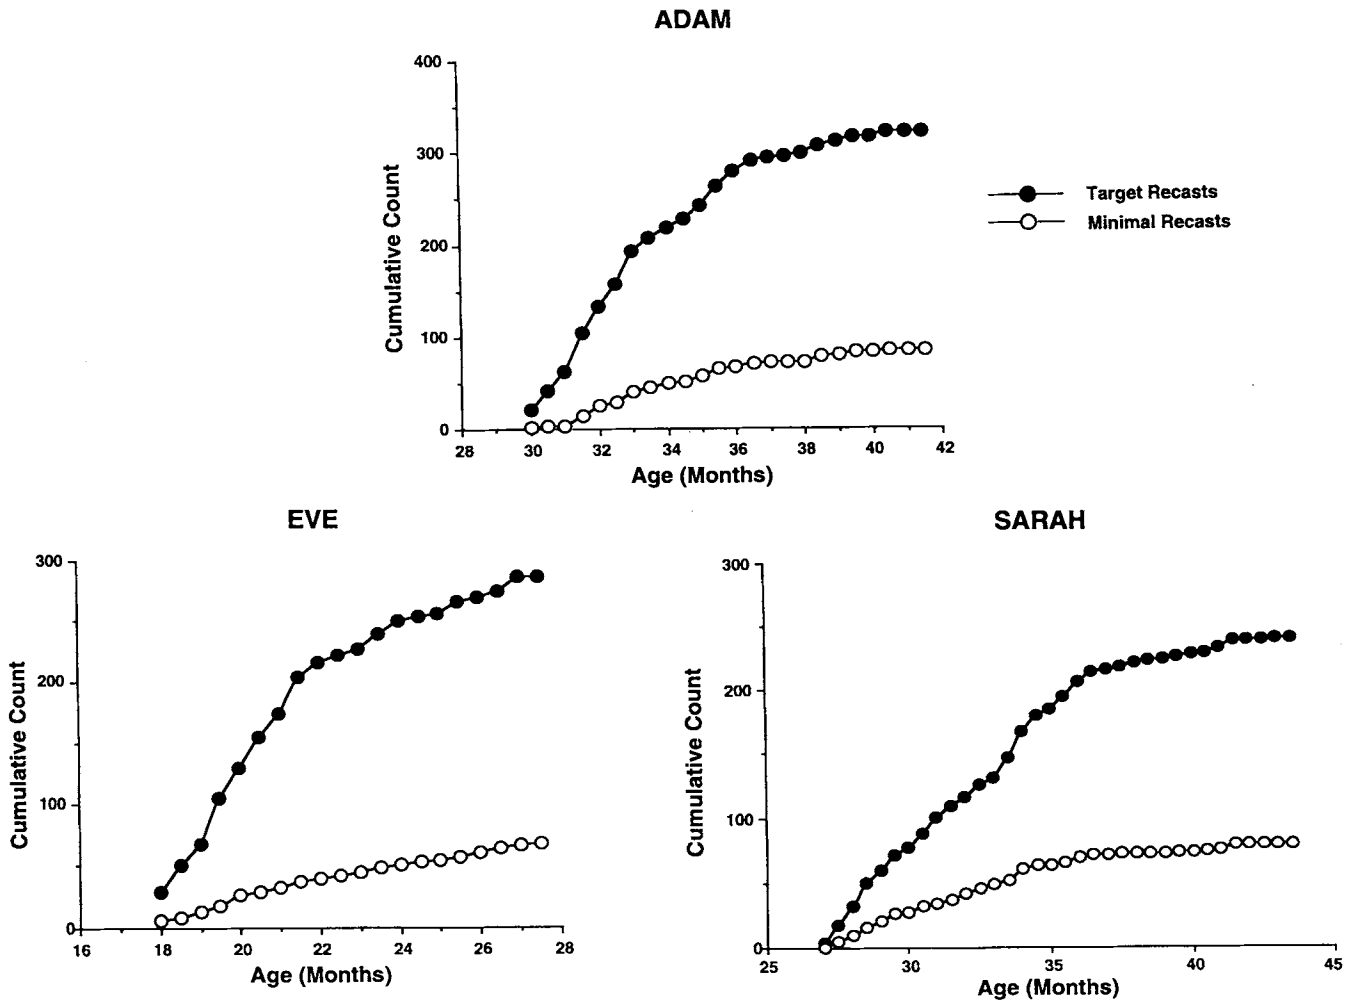 ADAM
400
300
200
100
0
Cumulative Count
28 30 32 34 36 38 40 42
Age (Months)
Target Recasts
Minimal Recasts
EVE
300
200
100
0
Cumulative Count
16 18 20 22 24 26 28
Age (Months)
SARAH
300
200
100
0
Cumulative Count
25 30 35 40 45
Age (Months)